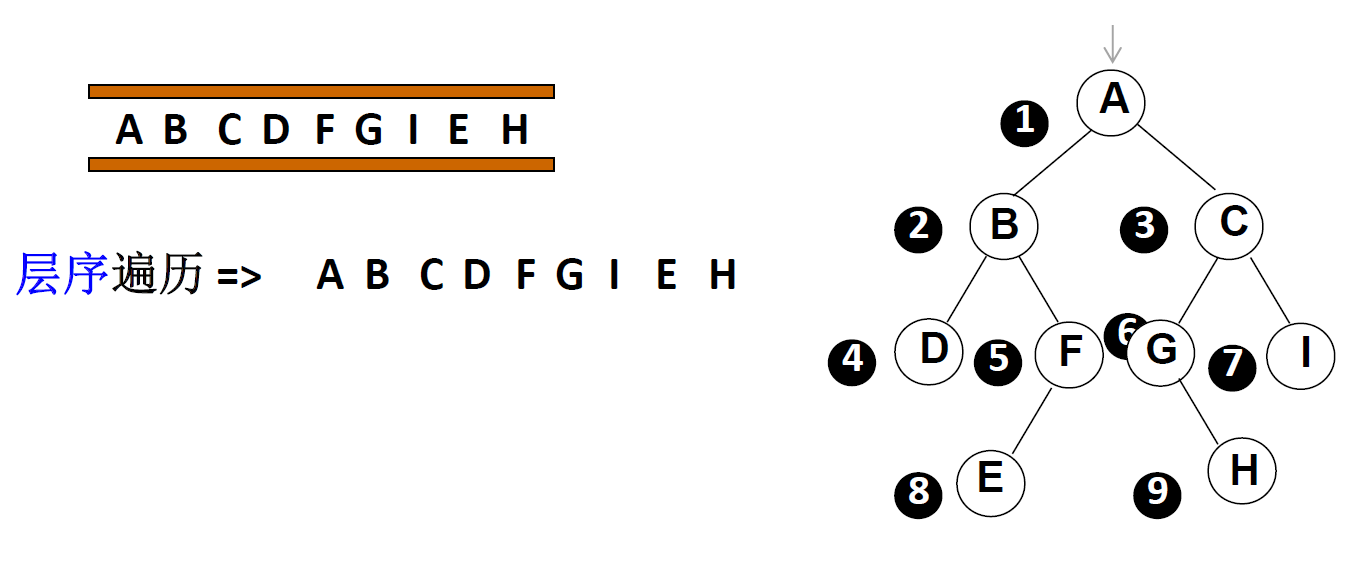 A B C D F G I E H
层序遍历 => A B C D F G I E H
A
1
B
2
C
3
D
4
F
5
G
6
I
7
E
8
H
9